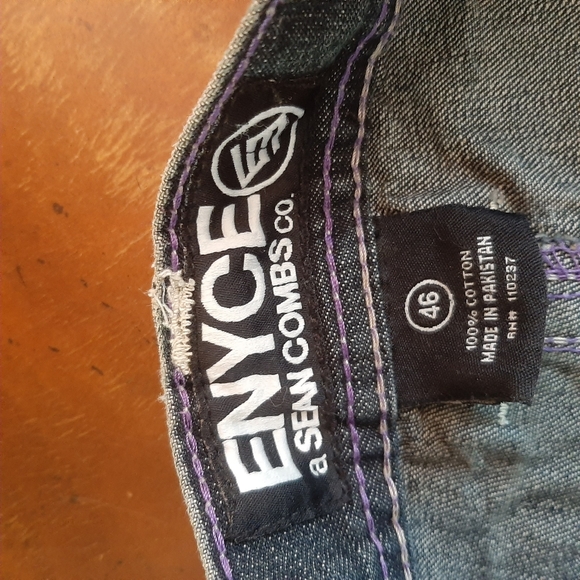 ENYCE
a SEAN COMBS CO.
46
100% COTTON
MADE IN PAKISTAN
RN# 110237